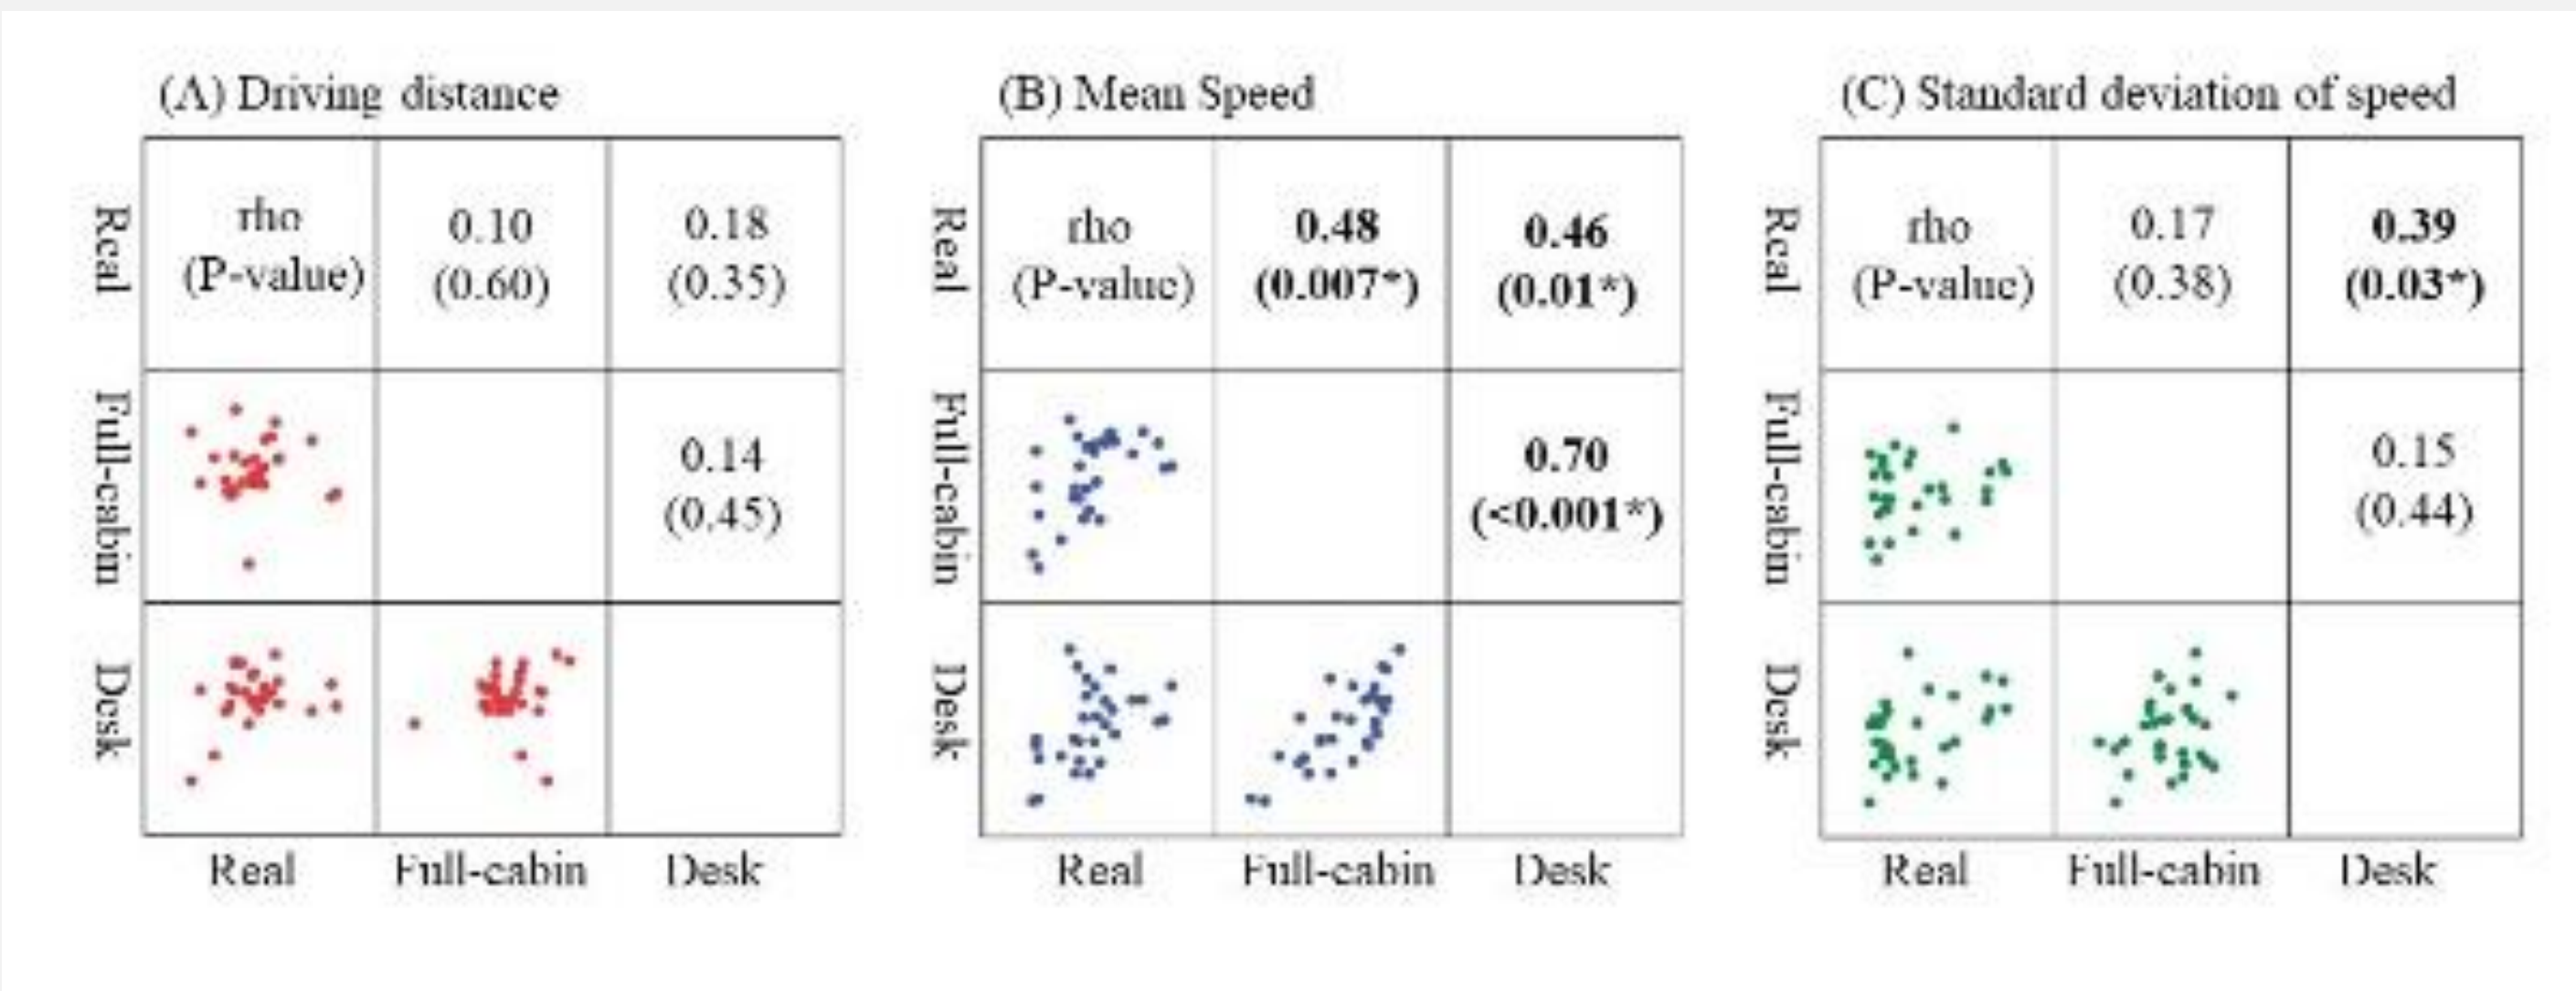 (A) Driving distance
Real
rho
(P-value)
0.10
(0.60)
0.18
(0.35)
Full-cabin
0.14
(0.45)
Desk
Real
Full-cabin
Desk
(B) Mean Speed
Real
rho
(P-value)
0.48
(0.007*)
0.46
(0.01*)
Full-cabin
0.70
(<0.001*)
Desk
Real
Full-cabin
Desk
(C) Standard deviation of speed
Real
rho
(P-value)
0.17
(0.38)
0.39
(0.03*)
Full-cabin
0.15
(0.44)
Desk
Real
Full-cabin
Desk